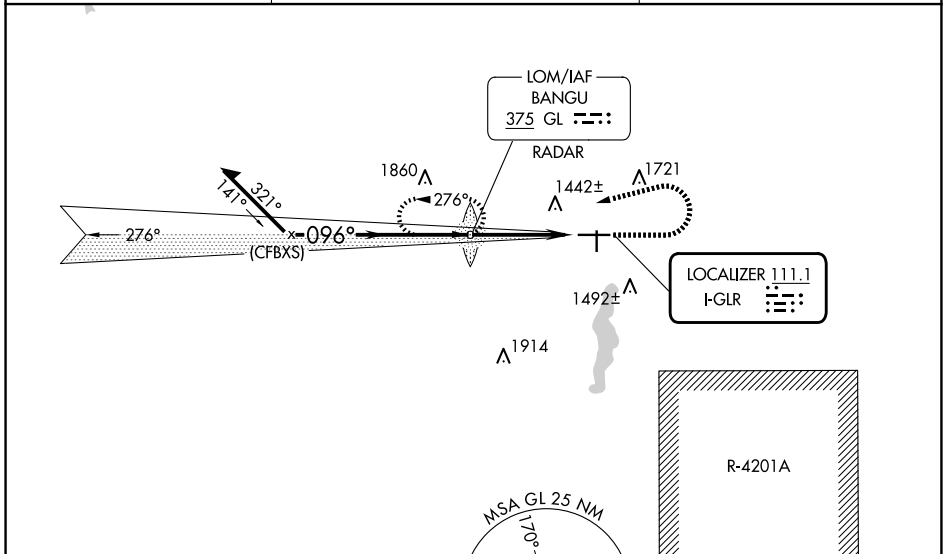 LOM/IAF
BANGU
375 GL
RADAR
1860
1721
1442±
276°
321°
141°
276°
096°
(CFBXS)
LOCALIZER 111.1
I-GLR
1492±
1914
R-4201A
MSA GL 25 NM
170°